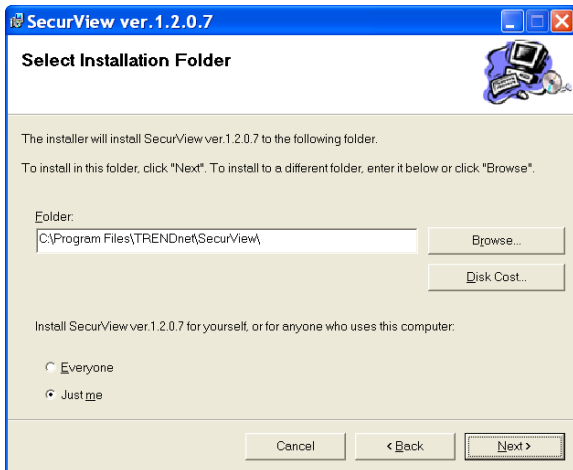 SecurView ver.1.2.0.7
Select Installation Folder
The installer will install SecurView ver.1.2.0.7 to the following folder.
To install in this folder, click "Next". To install to a different folder, enter it below or click "Browse".
Folder:
C:\Program Files\TRENDnet\SecurView\
Browse...
Disk Cost...
Install SecurView ver.1.2.0.7 for yourself, or for anyone who uses this computer:
Everyone
Just me
Cancel
< Back
Next >